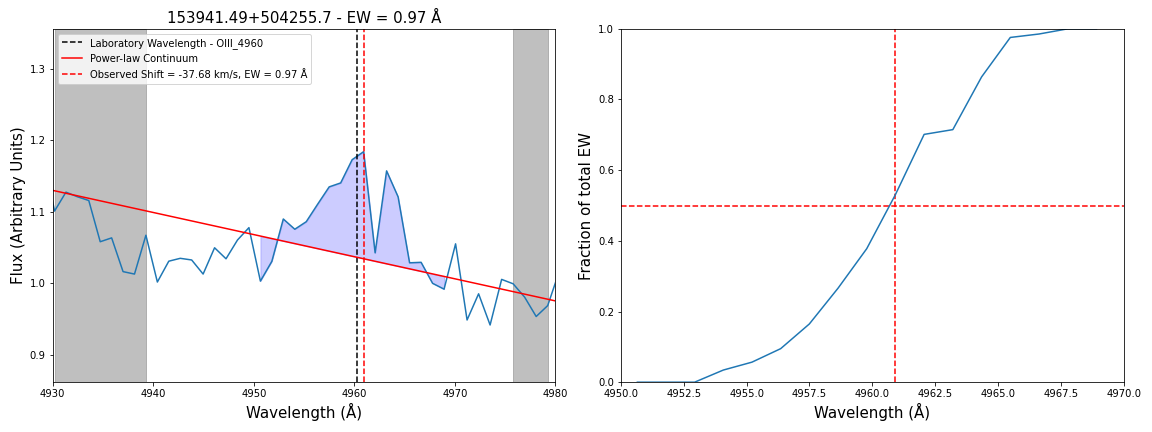 153941.49+504255.7 - EW = 0.97 Å
Laboratory Wavelength - OIII_4960
Power-law Continuum
Observed Shift = -37.68 km/s, EW = 0.97 Å
Flux (Arbitrary Units)
1.3
1.2
1.1
1.0
0.9
4930 4940 4950 4960 4970 4980
Wavelength (Å)
Fraction of total EW
1.0
0.8
0.6
0.4
0.2
0.0
4950.0 4952.5 4955.0 4957.5 4960.0 4962.5 4965.0 4967.5 4970.0
Wavelength (Å)